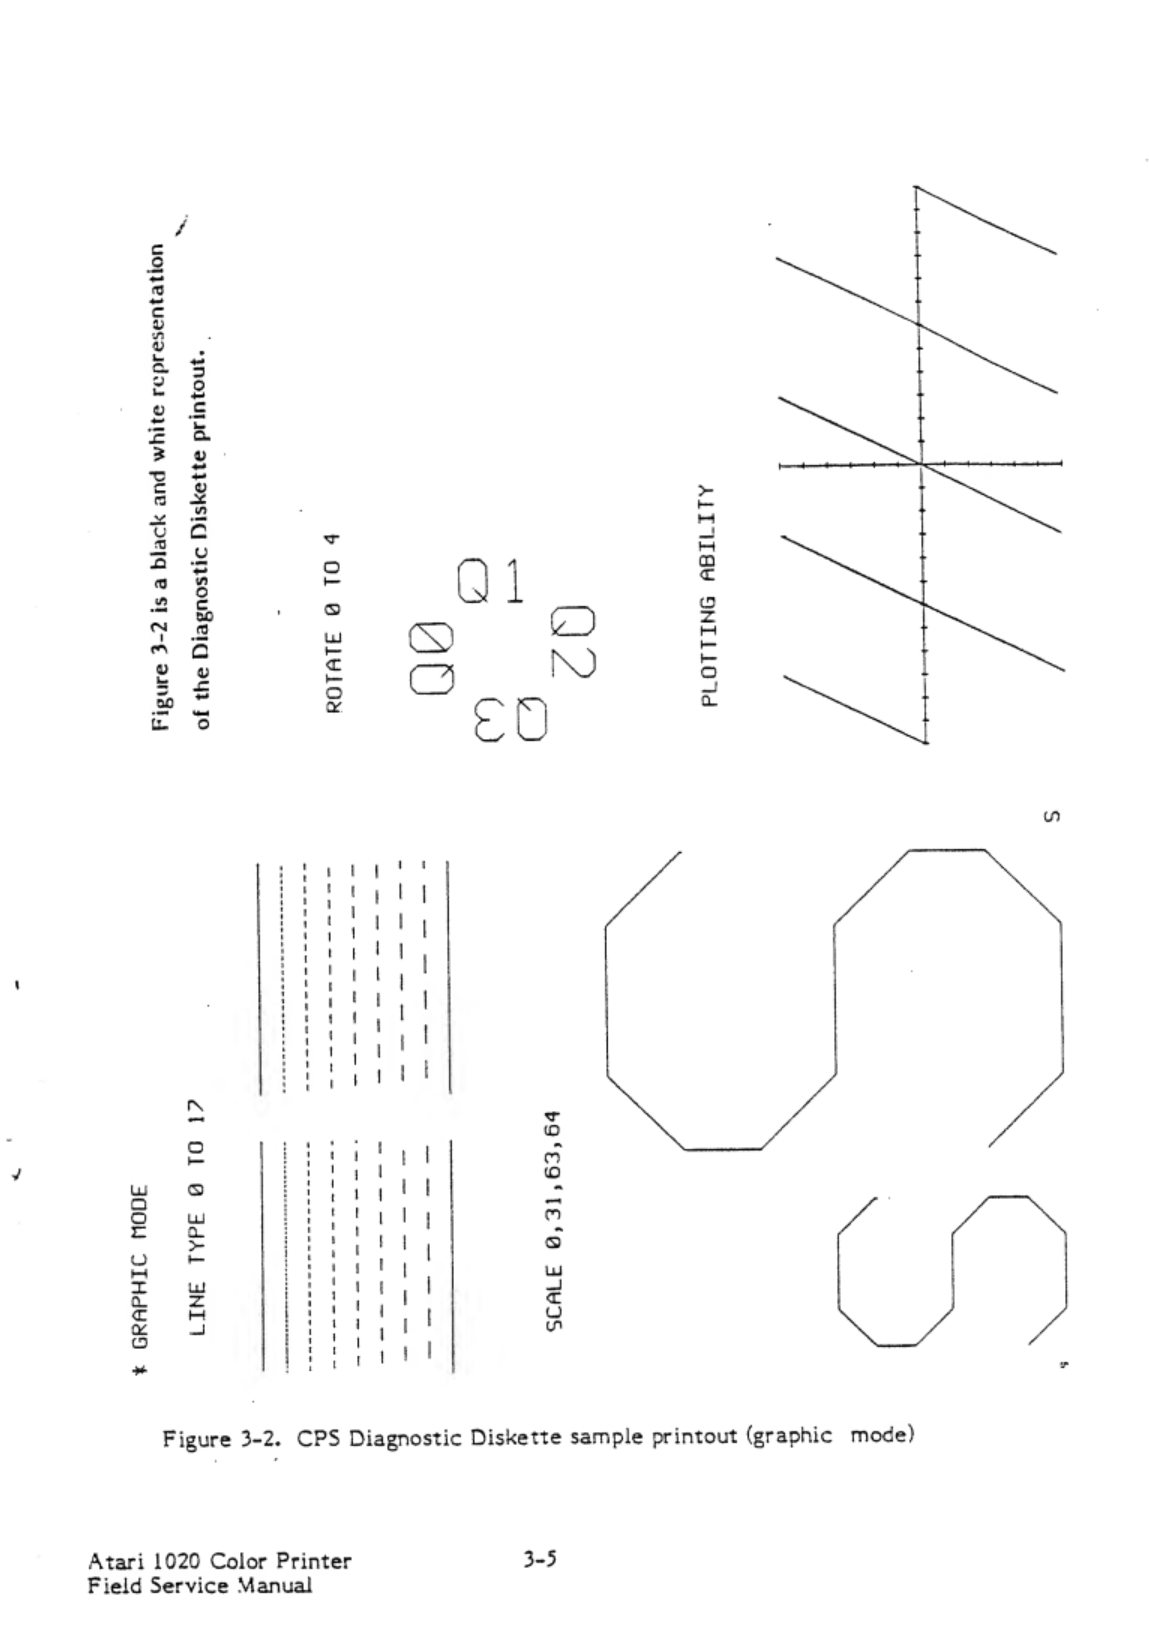 Figure 3-2 is a black and white representation
of the Diagnostic Diskette printout.
* GRAPHIC MODE
LINE TYPE 0 TO 17
ROTATE 0 TO 4
Q0
Q1
Q2
Q3
SCALE 0,31,63,64
S
S
S
S
PLOTTING ABILITY
Figure 3-2. CPS Diagnostic Diskette sample printout (graphic mode)
Atari 1020 Color Printer
Field Service Manual
3-5